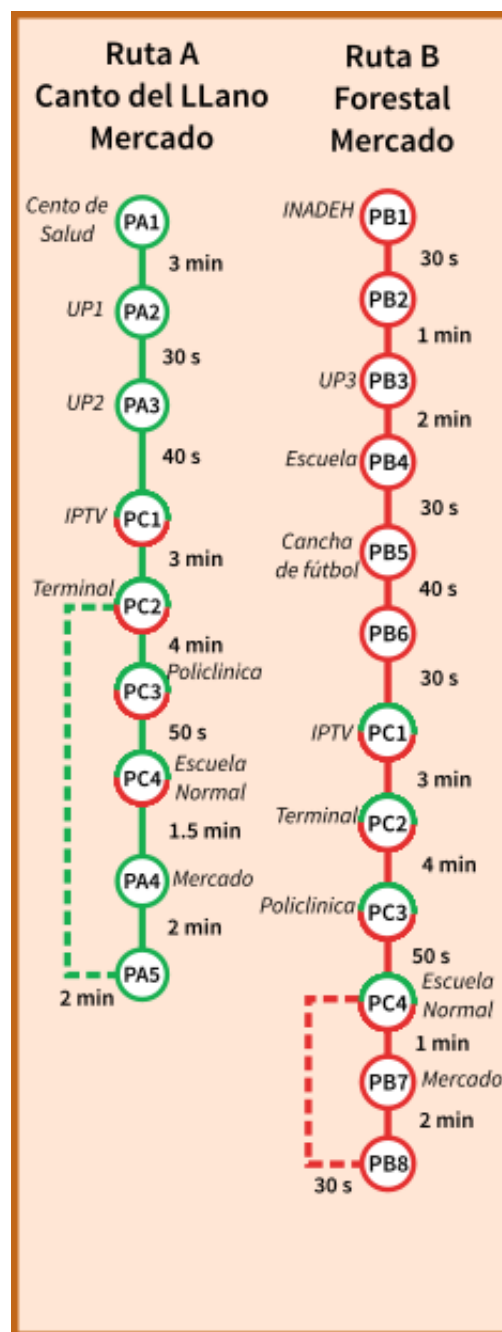 Ruta A
Canto del LLano
Mercado
Cento de
Salud
PA1
3 min
UP1
PA2
30 s
UP2
PA3
40 s
IPTV
PC1
3 min
Terminal
PC2
4 min
Policlinica
PC3
50 s
PC4
Escuela
Normal
1.5 min
PA4
Mercado
2 min
PA5
2 min
Ruta B
Forestal
Mercado
INADEH
PB1
30 s
PB2
1 min
UP3
PB3
2 min
Escuela
PB4
30 s
Cancha
de fútbol
PB5
40 s
PB6
30 s
IPTV
PC1
3 min
Terminal
PC2
4 min
Policlinica
PC3
50 s
PC4
Escuela
Normal
1 min
PB7
Mercado
2 min
PB8
30 s